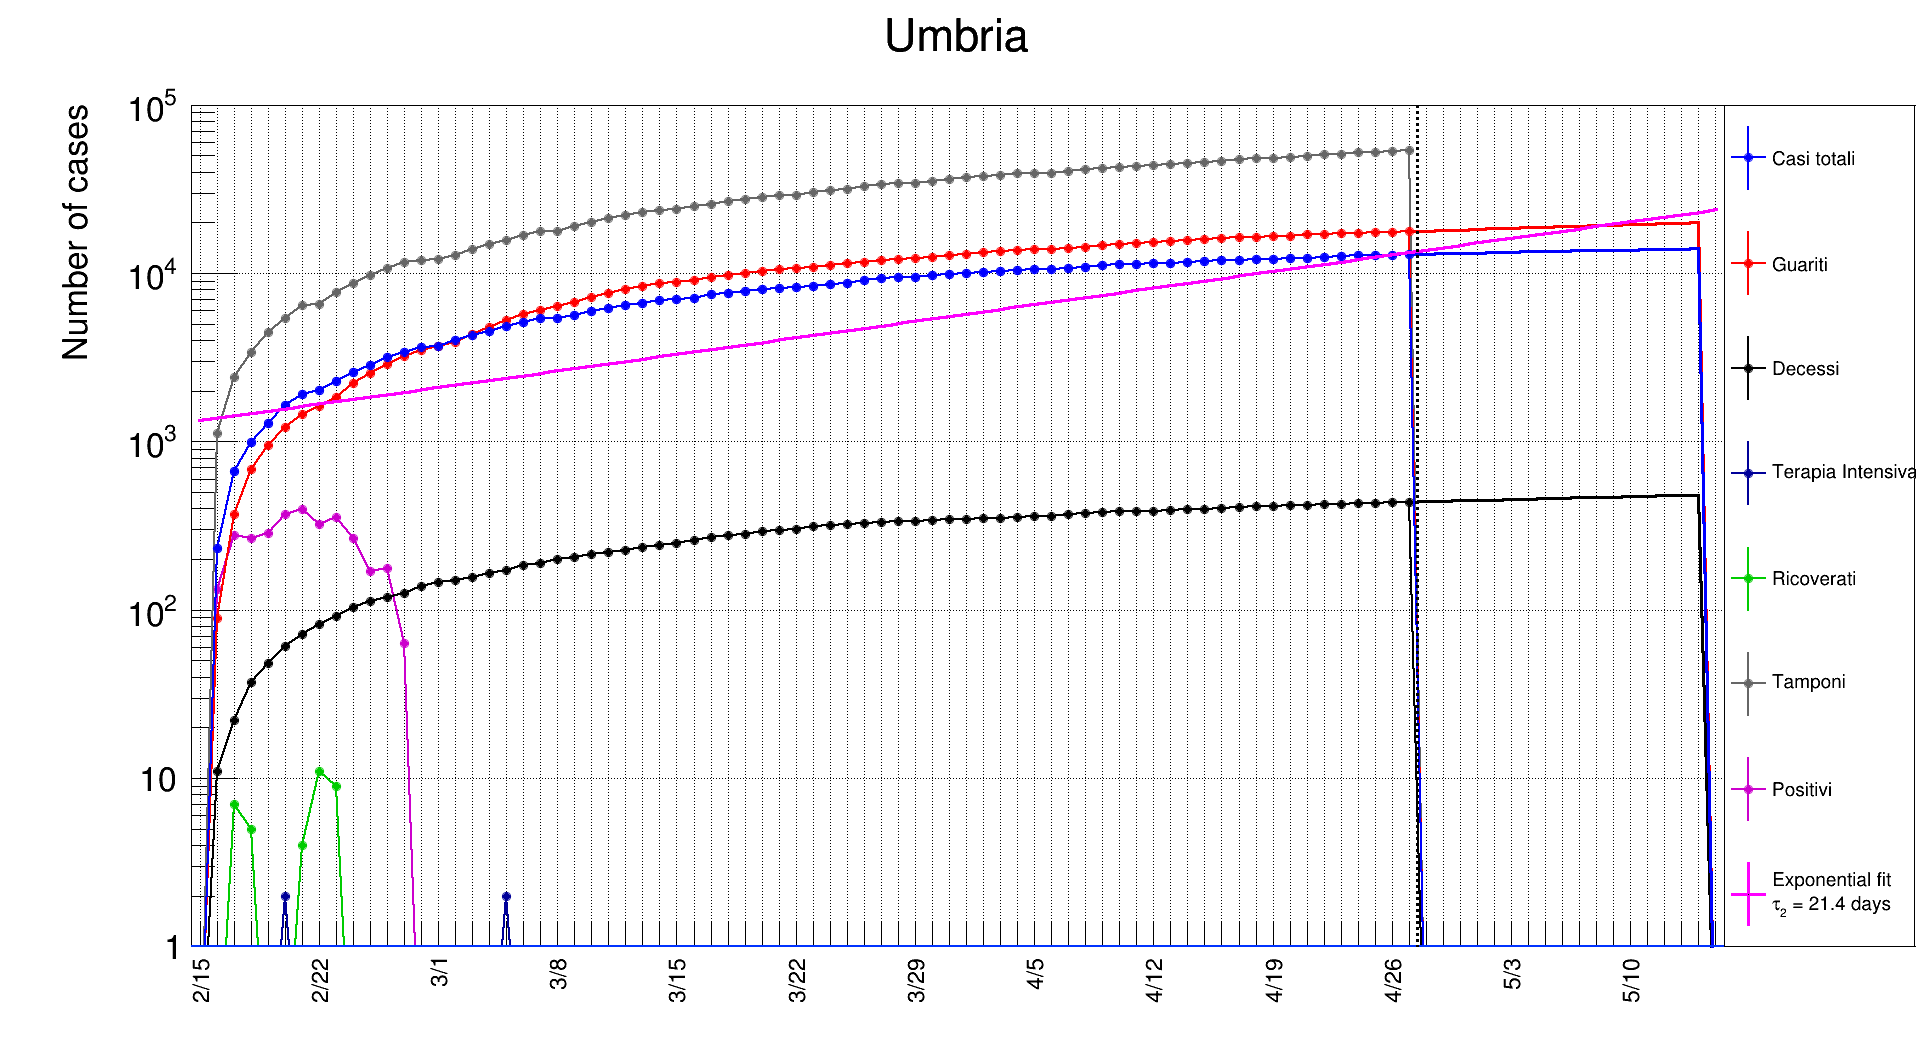 Umbria
Number of cases
10^5
10^4
10^3
10^2
10
1
2/15
2/22
3/1
3/8
3/15
3/22
3/29
4/5
4/12
4/19
4/26
5/3
5/10
Casi totali
Guariti
Decessi
Terapia Intensiva
Ricoverati
Tamponi
Positivi
Exponential fit
τ₂ = 21.4 days